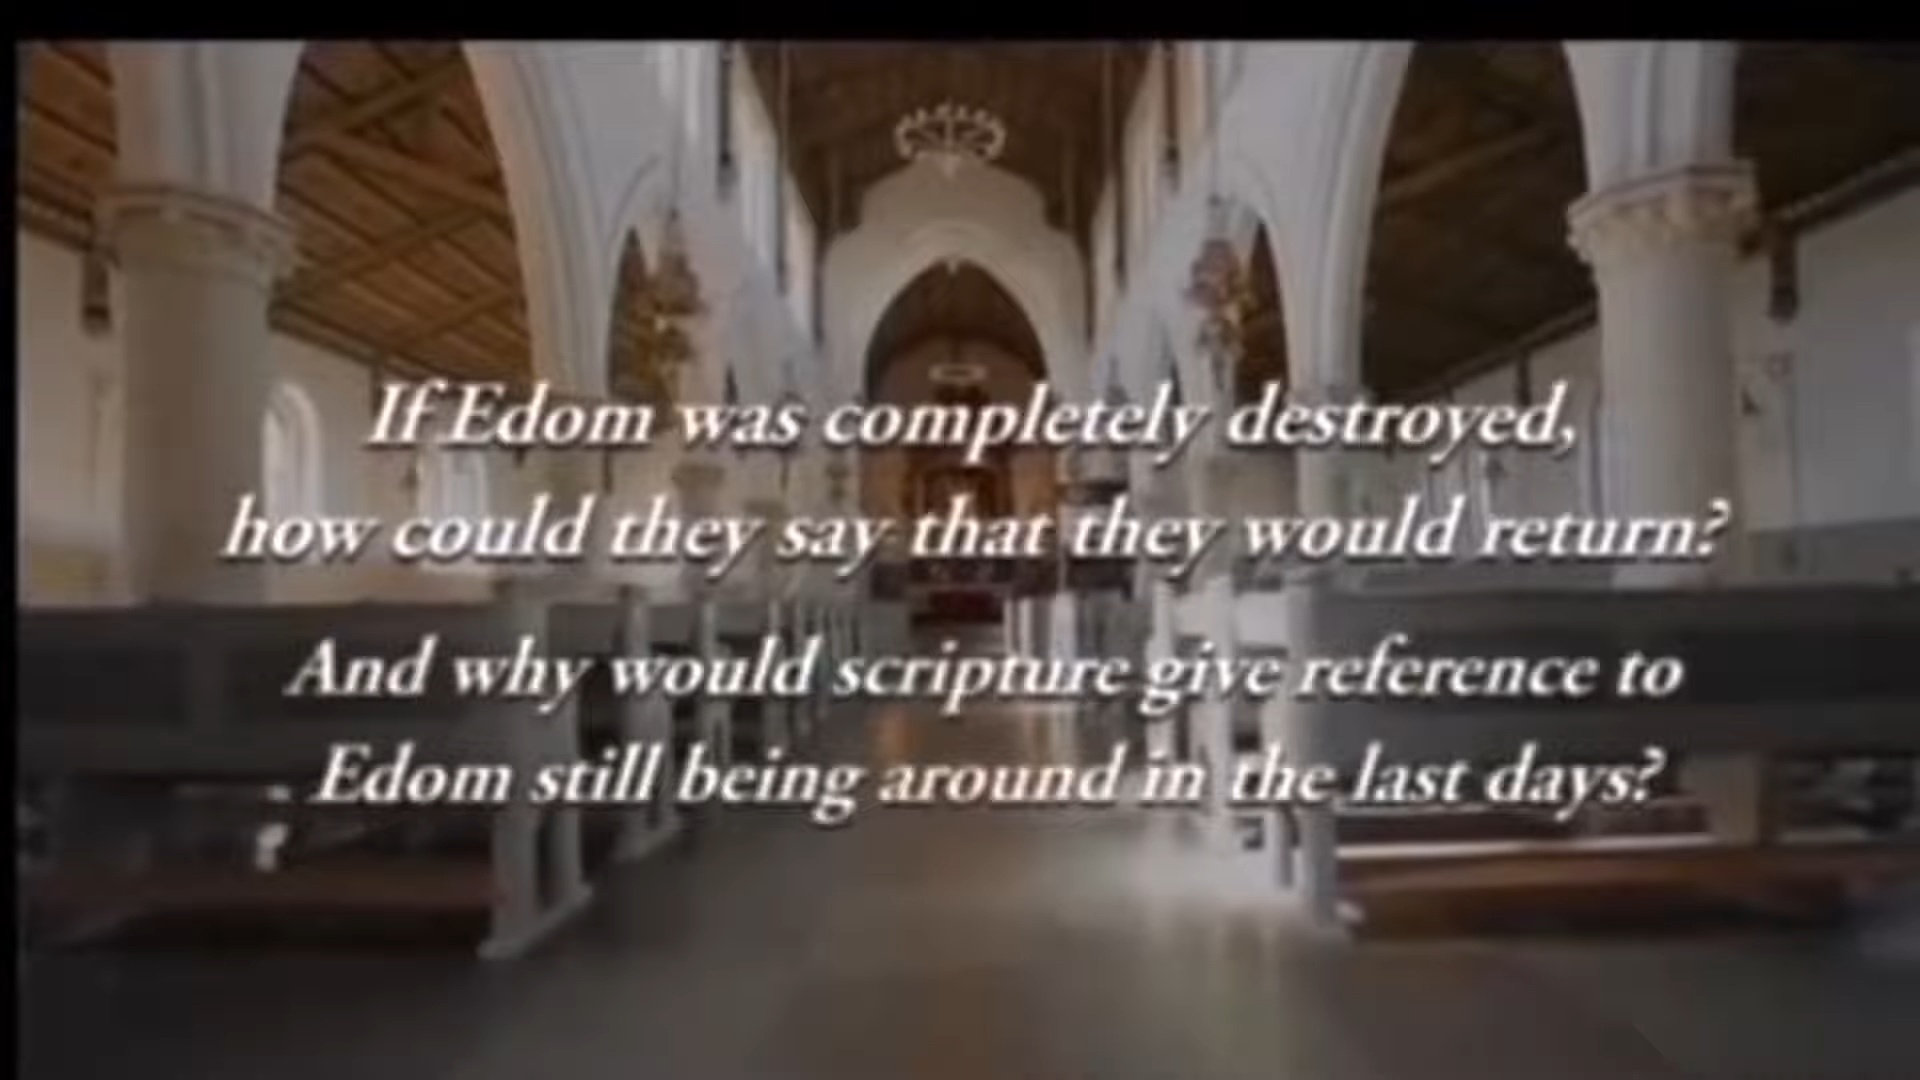 If Edom was completely destroyed,
how could they say that they would return?
And why would scripture give reference to
Edom still being around in the last days?